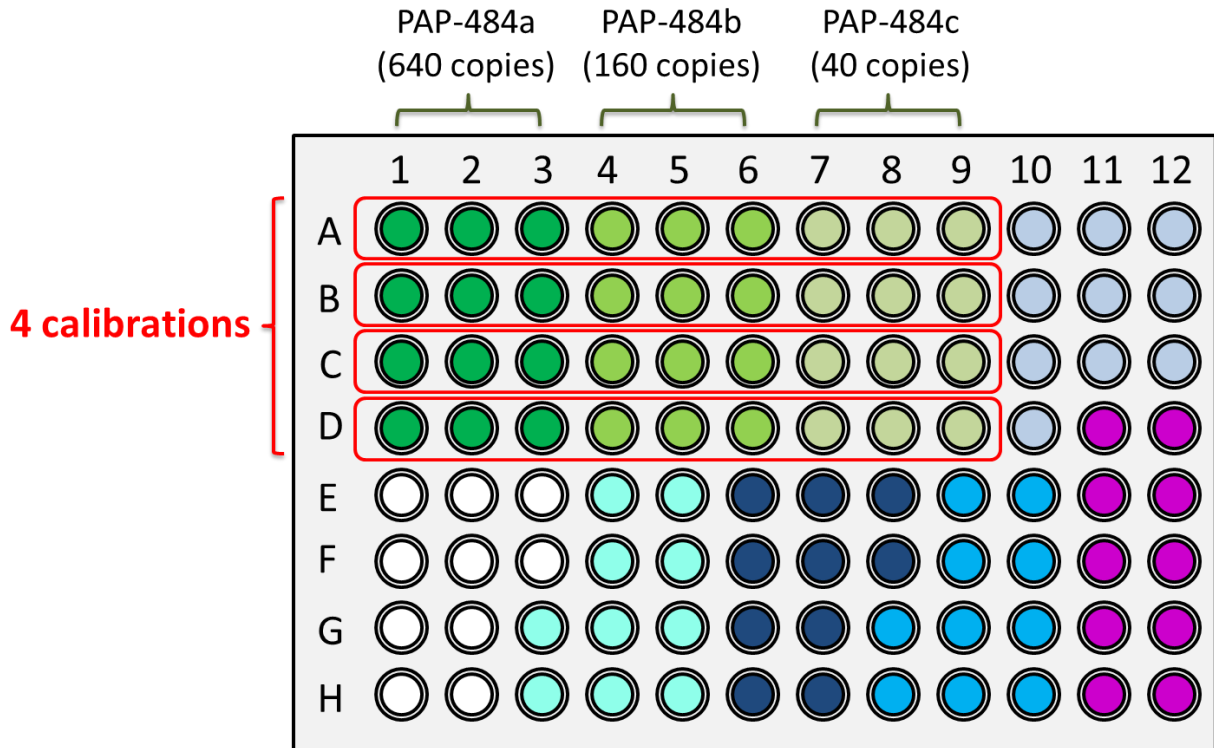 PAP-484a PAP-484b PAP-484c
(640 copies) (160 copies) (40 copies)
1 2 3 4 5 6 7 8 9 10 11 12
A
B
4 calibrations
C
D
E
F
G
H